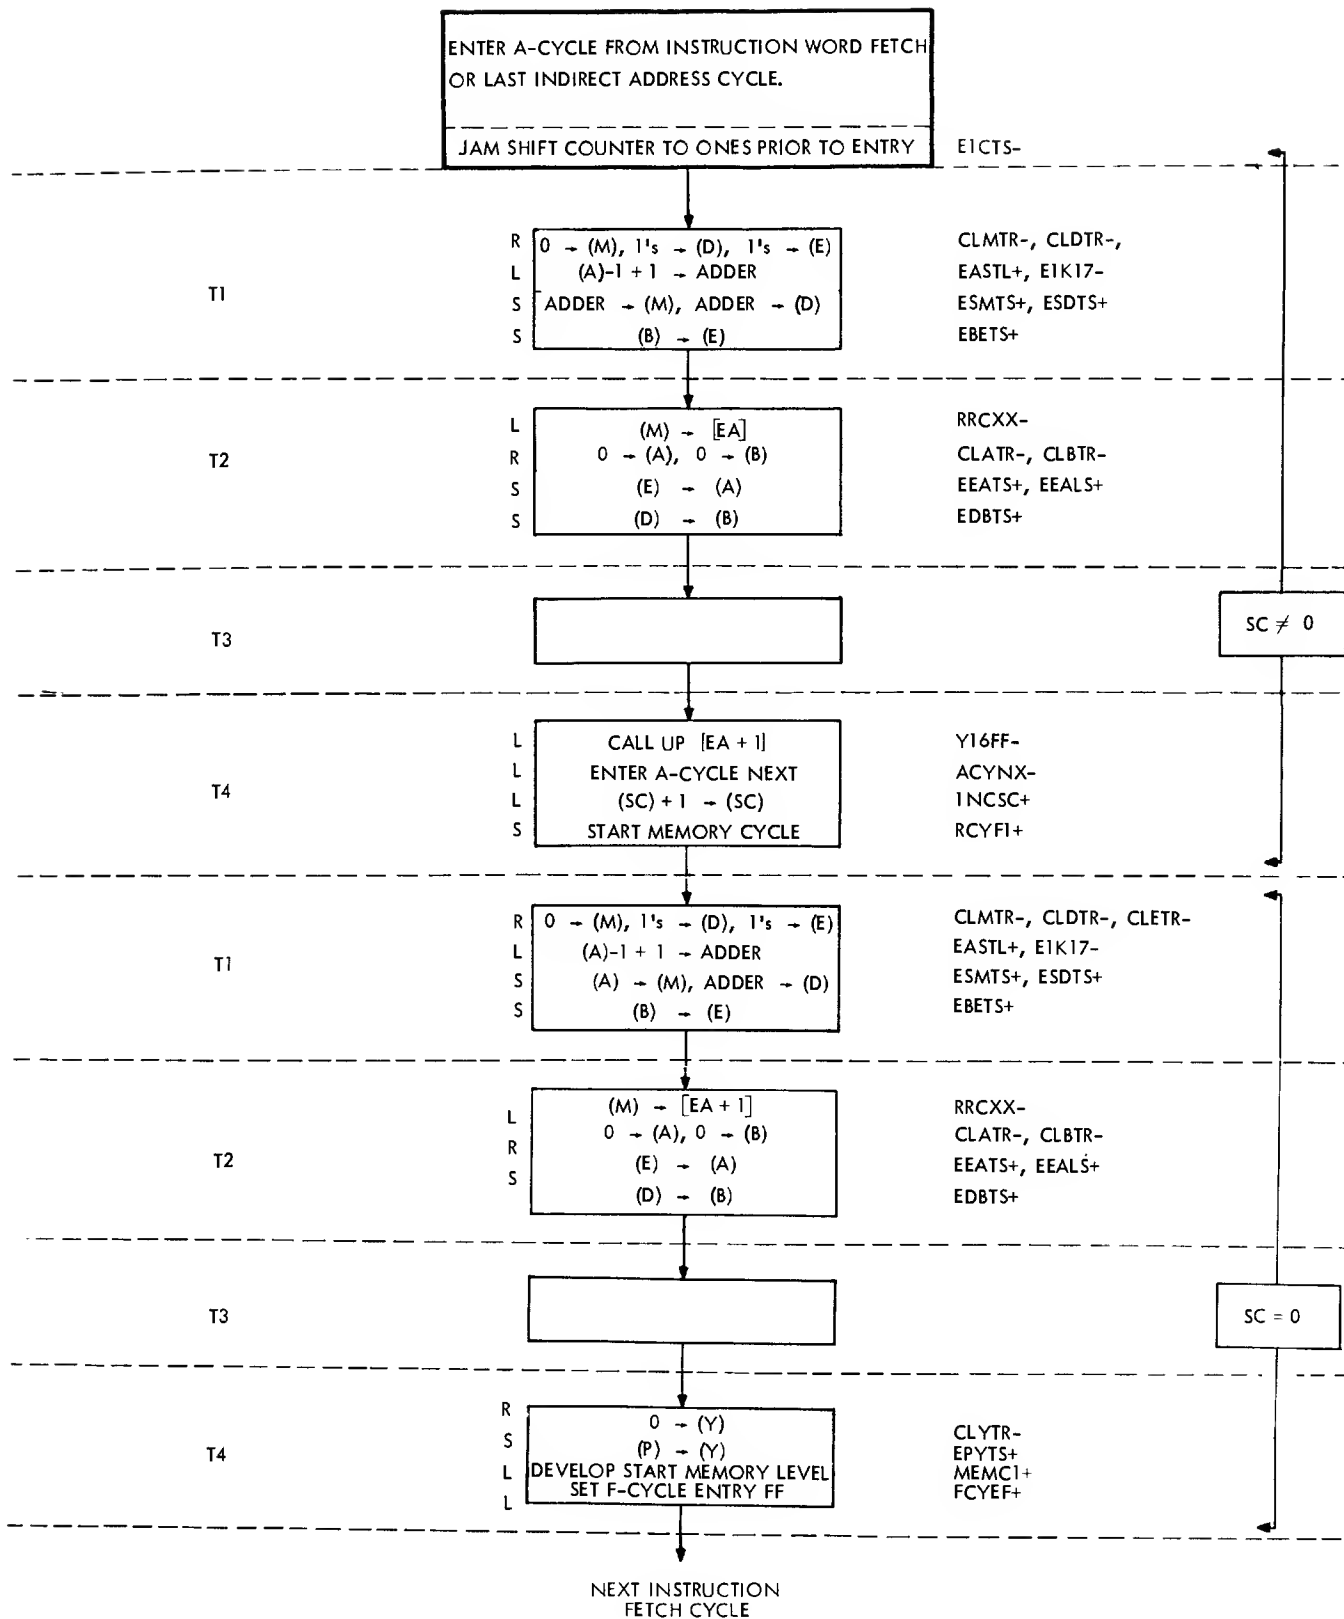 ENTER A-CYCLE FROM INSTRUCTION WORD FETCH
OR LAST INDIRECT ADDRESS CYCLE.
JAM SHIFT COUNTER TO ONES PRIOR TO ENTRY E1CTS-
R 0 → (M), 1's → (D), 1's → (E) CLMTR-, CLDTR-,
L (A)-1 + 1 → ADDER EASTL+, E1K17-
T1
S ADDER → (M), ADDER → (D) ESMTS+, ESDTS+
S (B) → (E) EBETS+
L (M) → [EA] RRCXX-
R 0 → (A), 0 → (B) CLATR-, CLBTR-
T2
S (E) → (A) EEATS+, EEALS+
S (D) → (B) EDBTS+
T3
SC ≠ 0
L CALL UP [EA + 1] Y16FF-
L ENTER A-CYCLE NEXT ACYNX-
T4
L (SC) + 1 → (SC) 1NCSC+
S START MEMORY CYCLE RCYF1+
R 0 → (M), 1's → (D), 1's → (E) CLMTR-, CLDTR-, CLETR-
L (A)-1 + 1 → ADDER EASTL+, E1K17-
T1
S (A) → (M), ADDER → (D) ESMTS+, ESDTS+
S (B) → (E) EBETS+
L (M) → [EA + 1] RRCXX-
R 0 → (A), 0 → (B) CLATR-, CLBTR-
T2
S (E) → (A) EEATS+, EEALS+
(D) → (B) EDBTS+
T3
SC = 0
R 0 → (Y) CLYTR-
S (P) → (Y) EPYTS+
T4
L DEVELOP START MEMORY LEVEL MEMC1+
L SET F-CYCLE ENTRY FF FCYEF+
NEXT INSTRUCTION
FETCH CYCLE